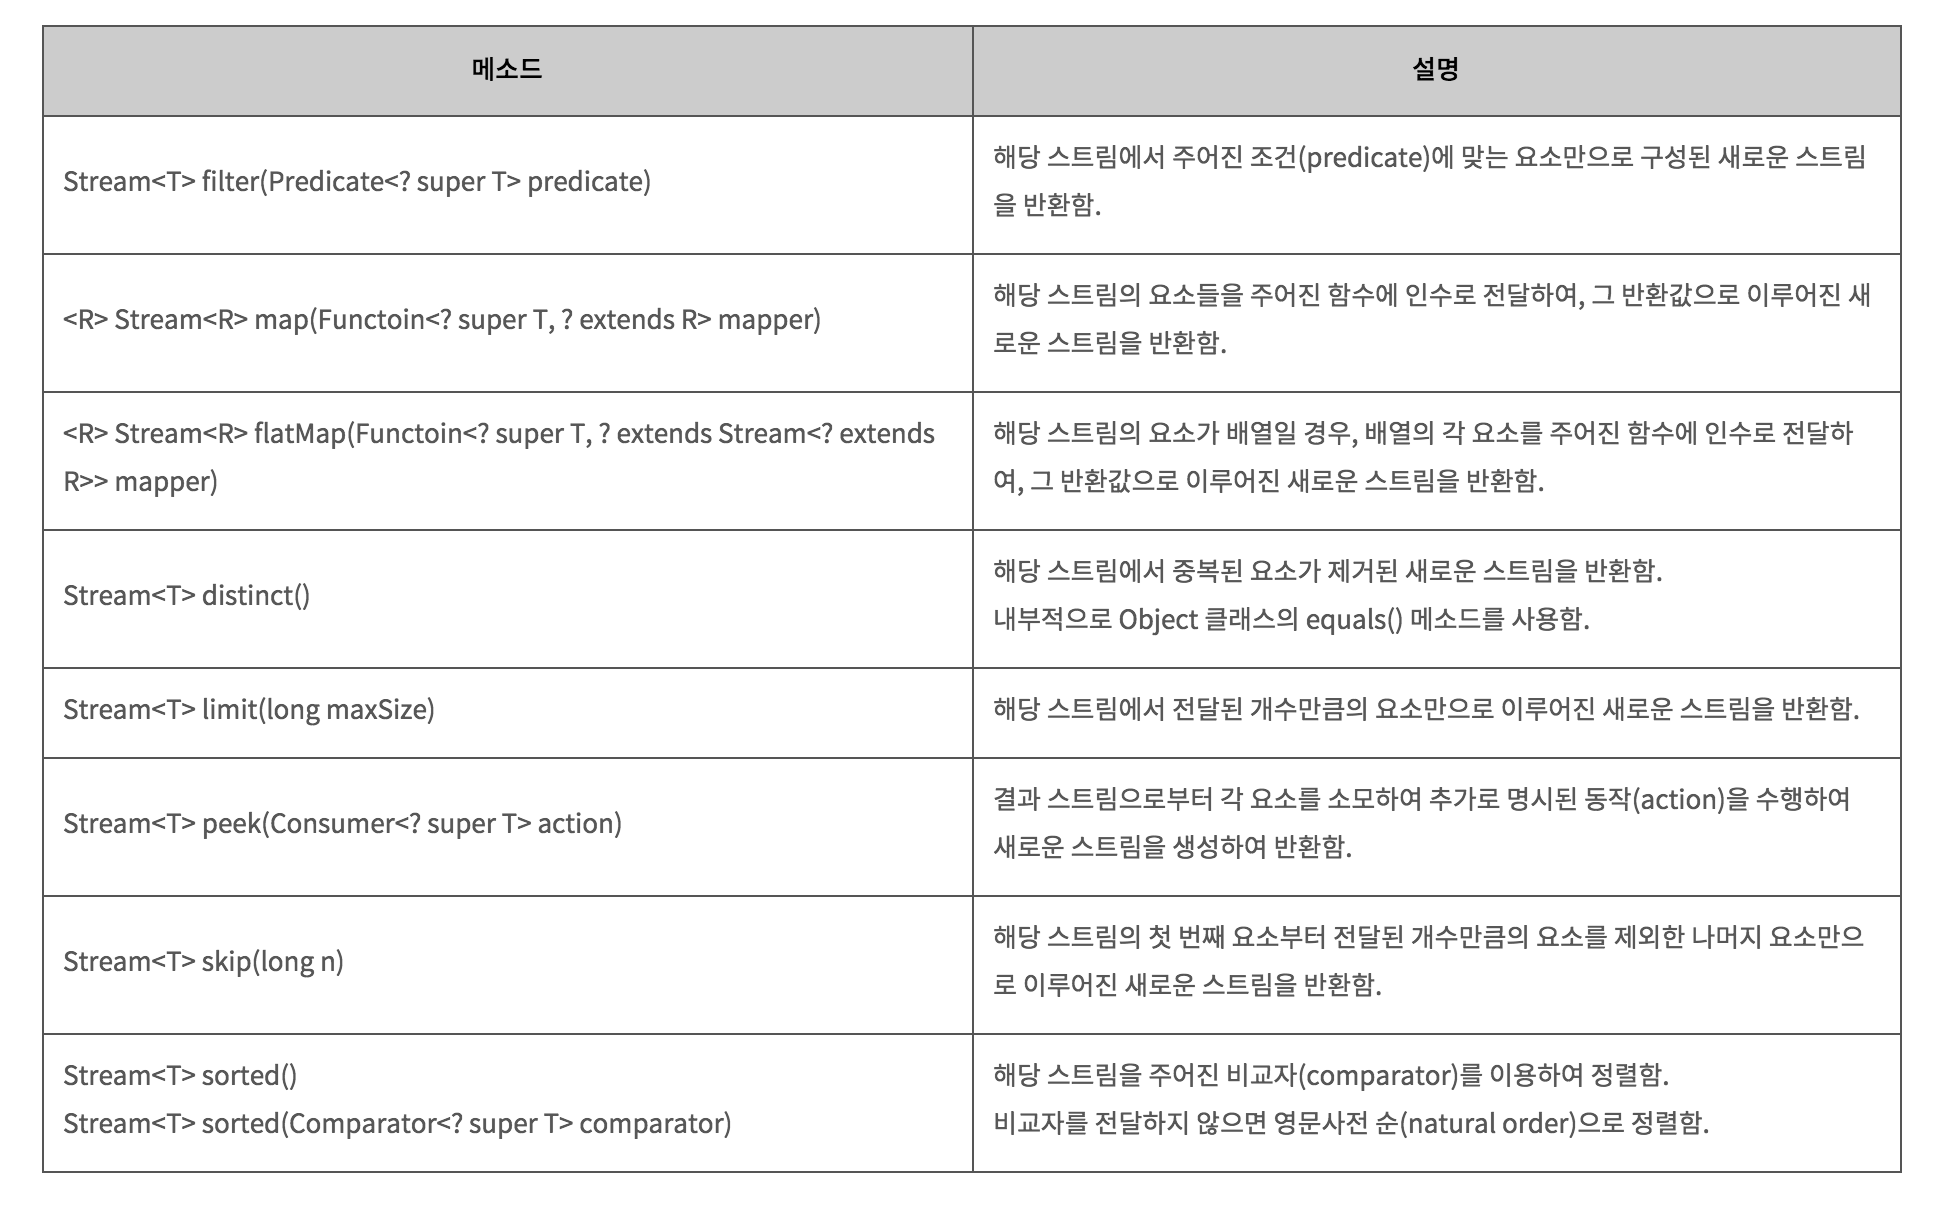 메소드
설명
Stream<T> filter(Predicate<? super T> predicate)
해당 스트림에서 주어진 조건(predicate)에 맞는 요소만으로 구성된 새로운 스트림
을 반환함.
<R> Stream<R> map(Functoin<? super T, ? extends R> mapper)
해당 스트림의 요소들을 주어진 함수에 인수로 전달하여, 그 반환값으로 이루어진 새
로운 스트림을 반환함.
<R> Stream<R> flatMap(Functoin<? super T, ? extends Stream<? extends
R>> mapper)
해당 스트림의 요소가 배열일 경우, 배열의 각 요소를 주어진 함수에 인수로 전달하
여, 그 반환값으로 이루어진 새로운 스트림을 반환함.
Stream<T> distinct()
해당 스트림에서 중복된 요소가 제거된 새로운 스트림을 반환함.
내부적으로 Object 클래스의 equals() 메소드를 사용함.
Stream<T> limit(long maxSize)
해당 스트림에서 전달된 개수만큼의 요소만으로 이루어진 새로운 스트림을 반환함.
Stream<T> peek(Consumer<? super T> action)
결과 스트림으로부터 각 요소를 소모하여 추가로 명시된 동작(action)을 수행하여
새로운 스트림을 생성하여 반환함.
Stream<T> skip(long n)
해당 스트림의 첫 번째 요소부터 전달된 개수만큼의 요소를 제외한 나머지 요소만으
로 이루어진 새로운 스트림을 반환함.
Stream<T> sorted()
Stream<T> sorted(Comparator<? super T> comparator)
해당 스트림을 주어진 비교자(comparator)를 이용하여 정렬함.
비교자를 전달하지 않으면 영문사전 순(natural order)으로 정렬함.